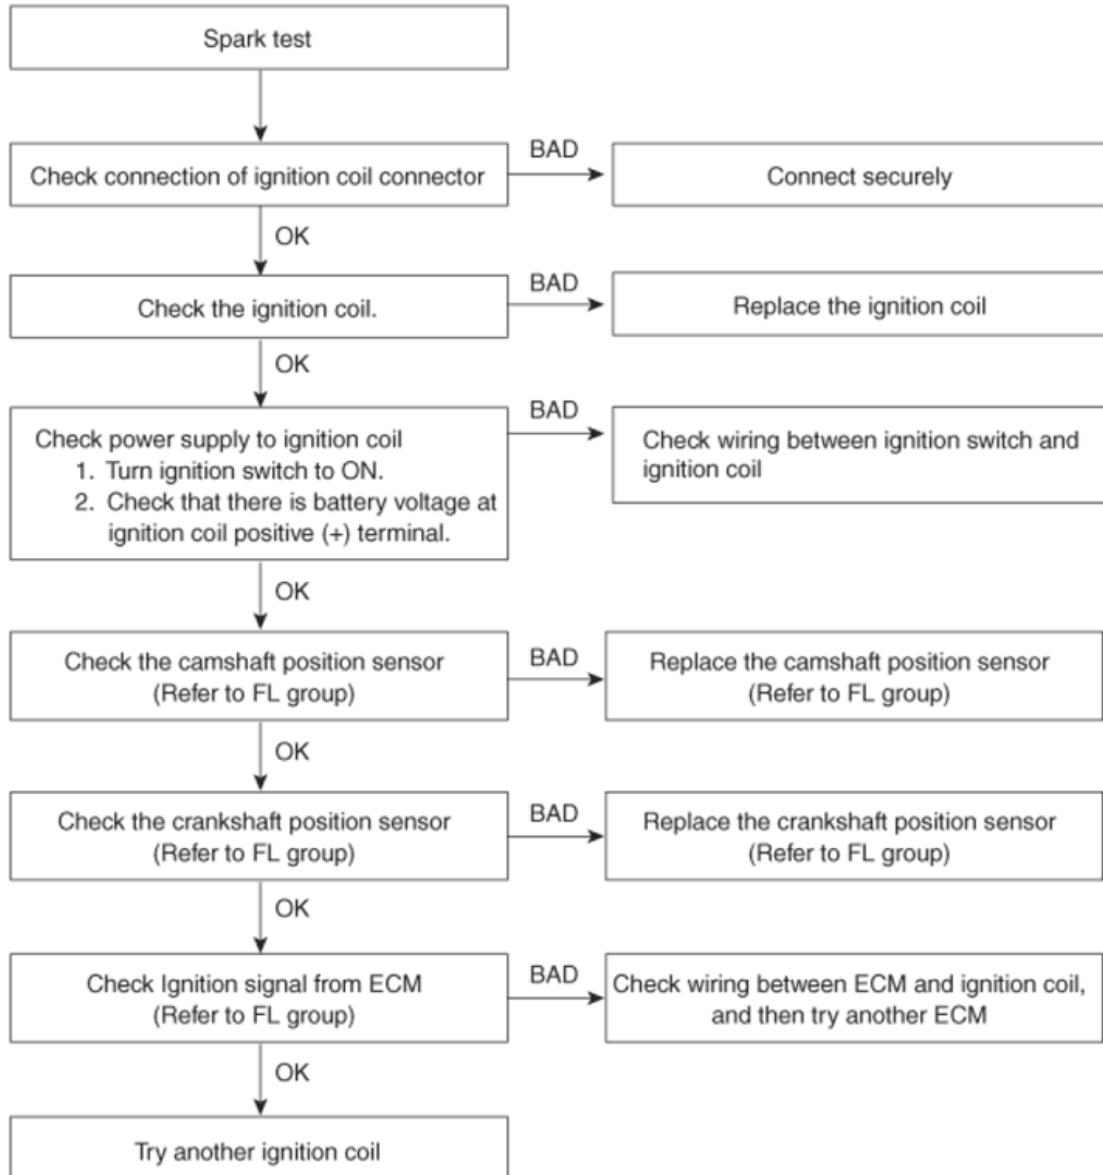 Spark test
BAD
Check connection of ignition coil connector
Connect securely
OK
BAD
Check the ignition coil.
Replace the ignition coil
OK
BAD
Check power supply to ignition coil
1. Turn ignition switch to ON.
2. Check that there is battery voltage at
ignition coil positive (+) terminal.
Check wiring between ignition switch and
ignition coil
OK
Check the camshaft position sensor
(Refer to FL group)
BAD
Replace the camshaft position sensor
(Refer to FL group)
OK
Check the crankshaft position sensor
(Refer to FL group)
BAD
Replace the crankshaft position sensor
(Refer to FL group)
OK
Check Ignition signal from ECM
(Refer to FL group)
BAD
Check wiring between ECM and ignition coil,
and then try another ECM
OK
Try another ignition coil